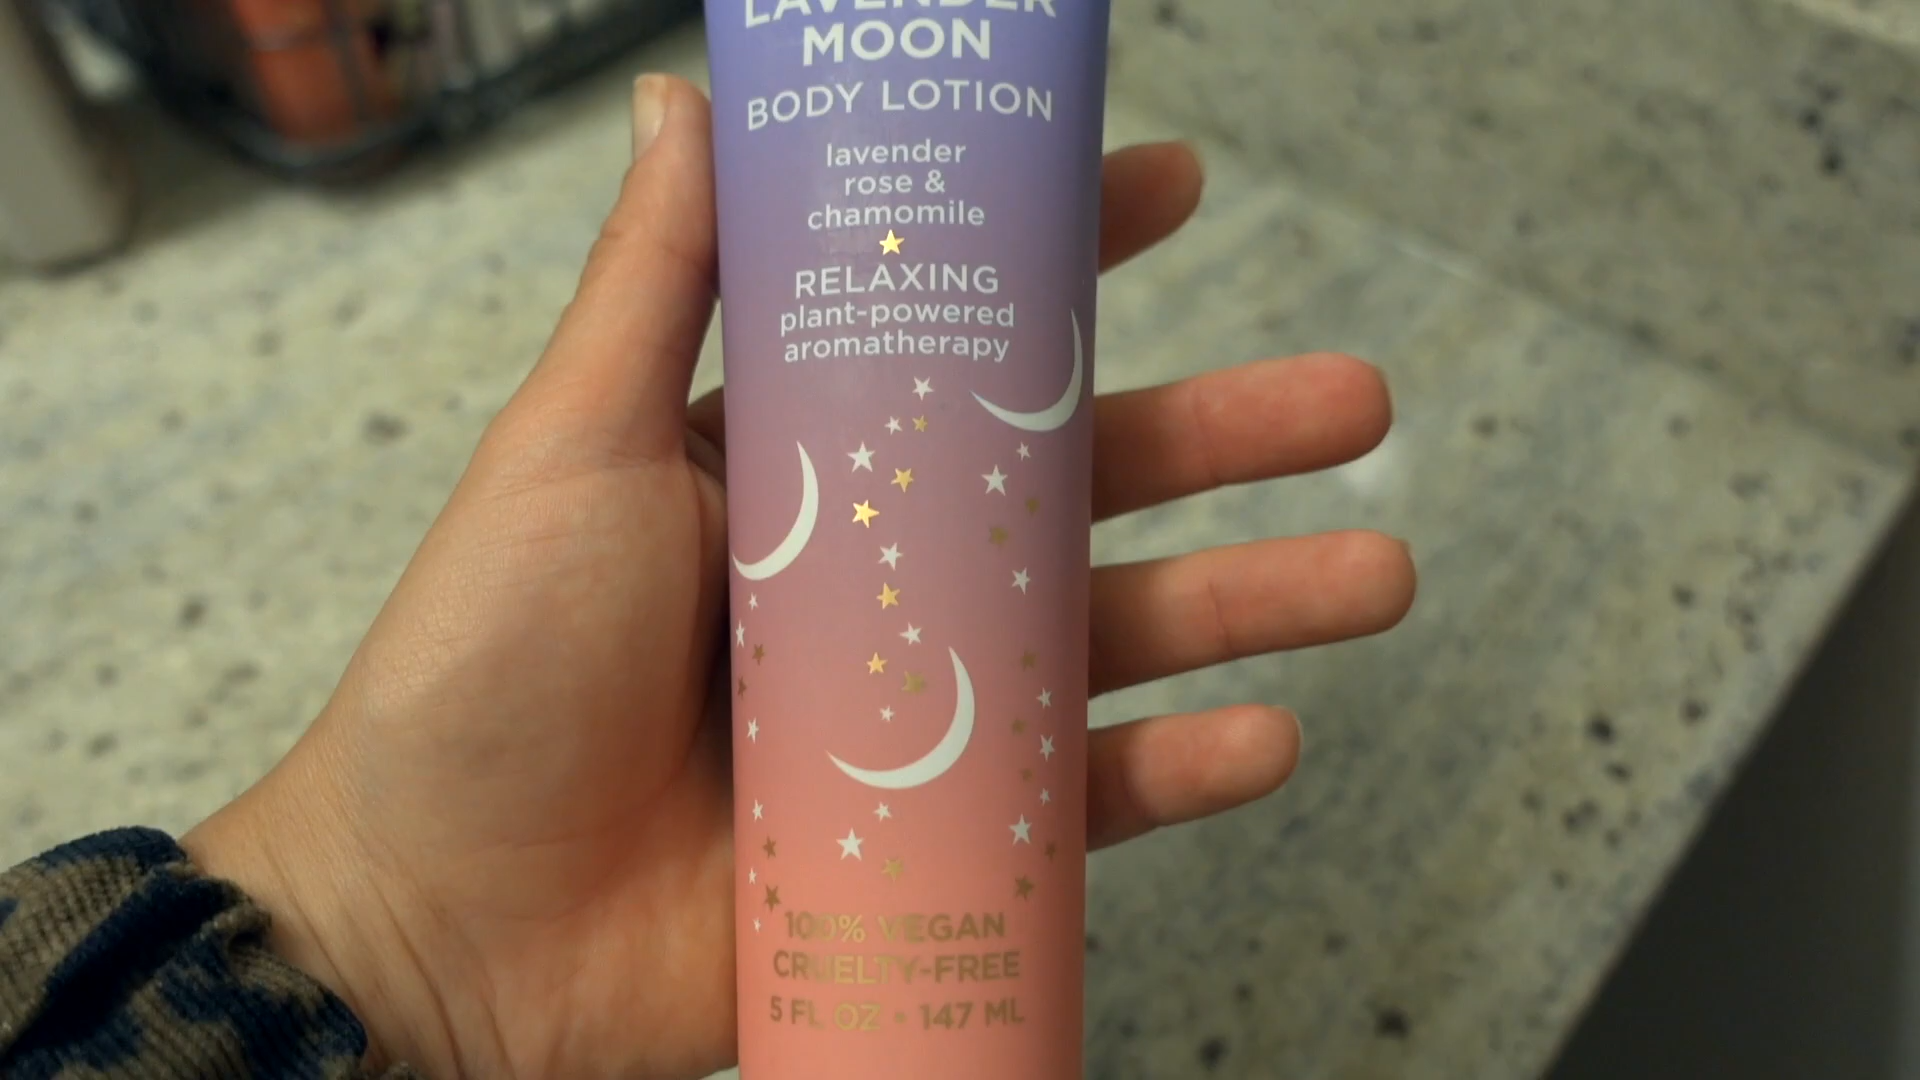 LAVENDER
MOON
BODY LOTION
lavender
rose &
chamomile
RELAXING
plant-powered
aromatherapy
100% VEGAN
CRUELTY-FREE
5 FL OZ • 147 ML